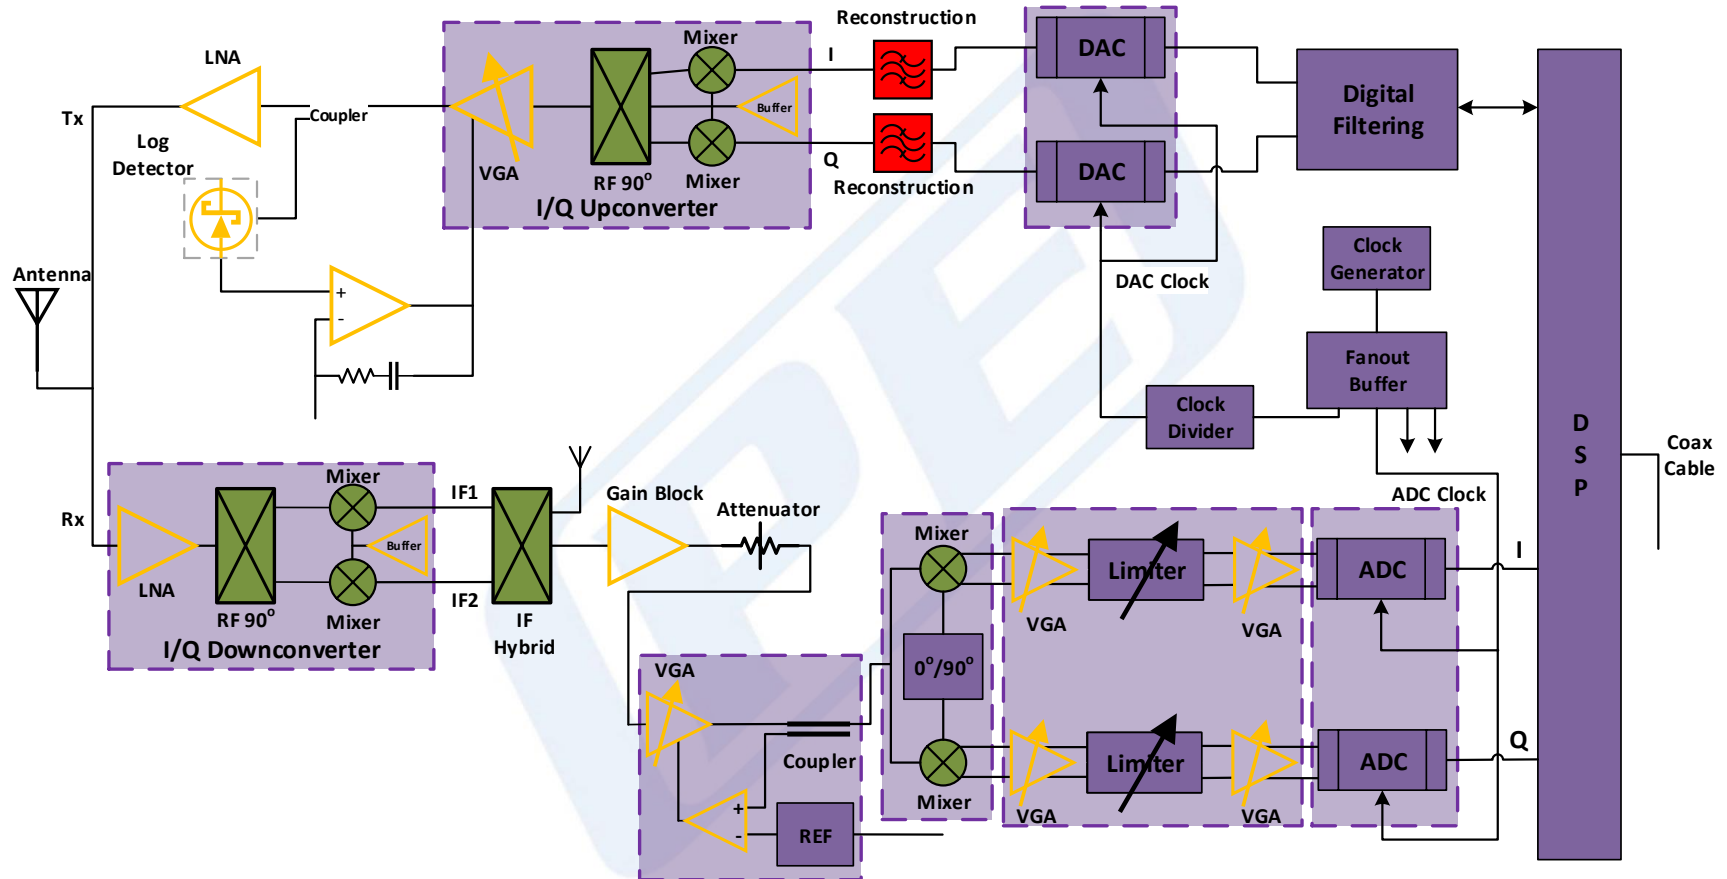 Reconstruction
Mixer
I
DAC
LNA
Buffer
Digital
Filtering
Tx
Coupler
Log
Detector
VGA
RF 90°
Mixer
Q
Reconstruction
DAC
I/Q Upconverter
Clock
Generator
Antenna
DAC Clock
+
-
Fanout
Buffer
Clock
Divider
D
S
P
Coax
Cable
Mixer
IF1
Gain Block
Attenuator
ADC Clock
Rx
Buffer
LNA
RF 90°
Mixer
IF2
IF
Hybrid
I/Q Downconverter
Mixer
Limiter
VGA
VGA
ADC
I
0°/90°
VGA
Coupler
+
-
REF
Mixer
Limiter
VGA
VGA
ADC
Q
PEI